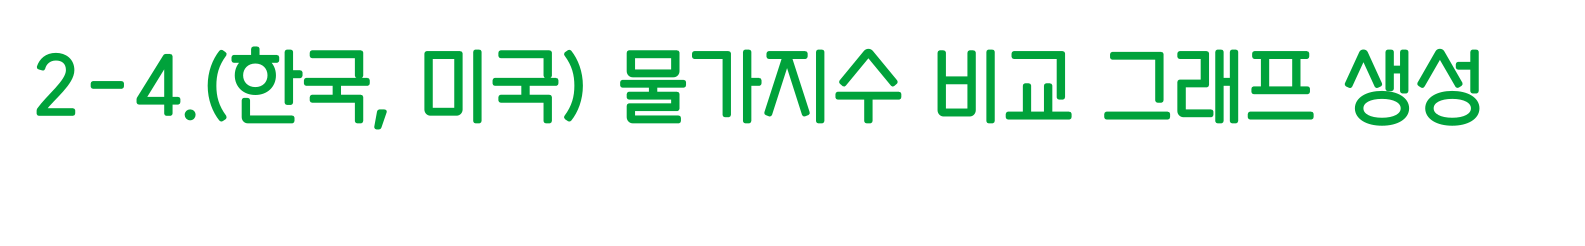 2-4.(한국, 미국) 물가지수 비교 그래프 생성